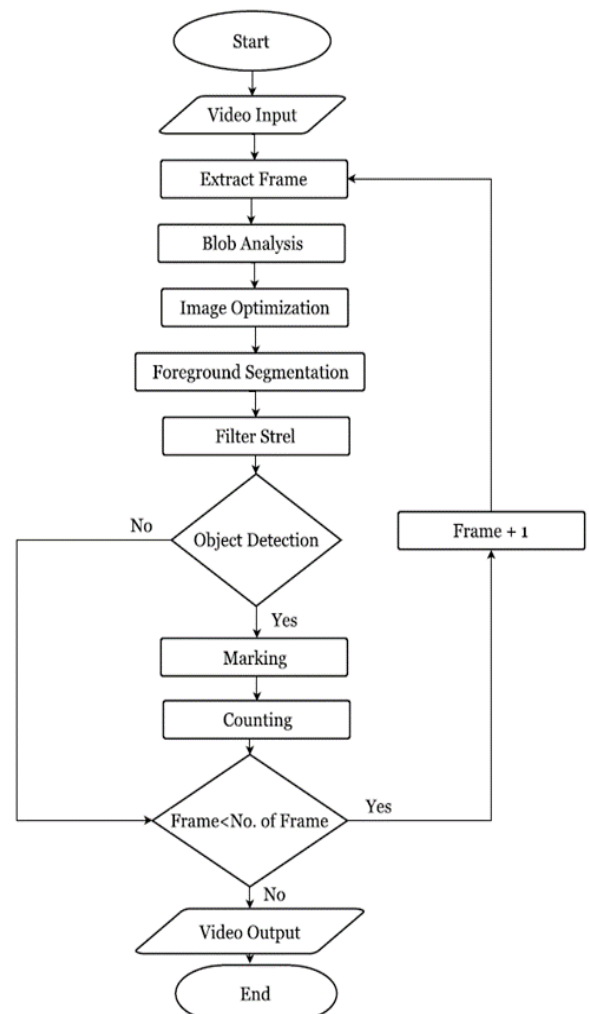 Start
Video Input
Extract Frame
Blob Analysis
Image Optimization
Foreground Segmentation
Filter Strel
No
Object Detection
Frame + 1
Yes
Marking
Counting
Frame<No. of Frame
Yes
No
Video Output
End